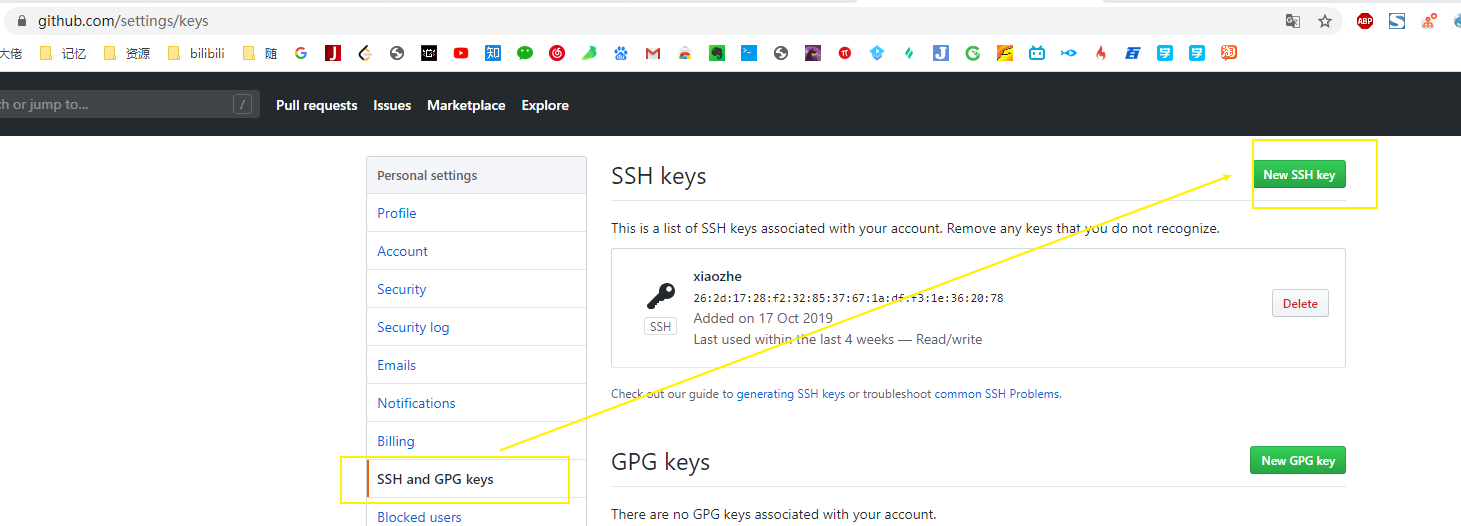 github.com/settings/keys
ABP
大佬 记忆 资源 bilibili 随
ch or jump to... / Pull requests Issues Marketplace Explore
Personal settings
Profile
Account
Security
Security log
Emails
Notifications
Billing
SSH and GPG keys
Blocked users
SSH keys
New SSH key
This is a list of SSH keys associated with your account. Remove any keys that you do not recognize.
xiaozhe
26:2d:17:28:f2:32:85:37:67:1a:df:f3:1e:36:20:78
Added on 17 Oct 2019
Last used within the last 4 weeks — Read/write
SSH
Delete
Check out our guide to generating SSH keys or troubleshoot common SSH Problems.
GPG keys
New GPG key
There are no GPG keys associated with your account.